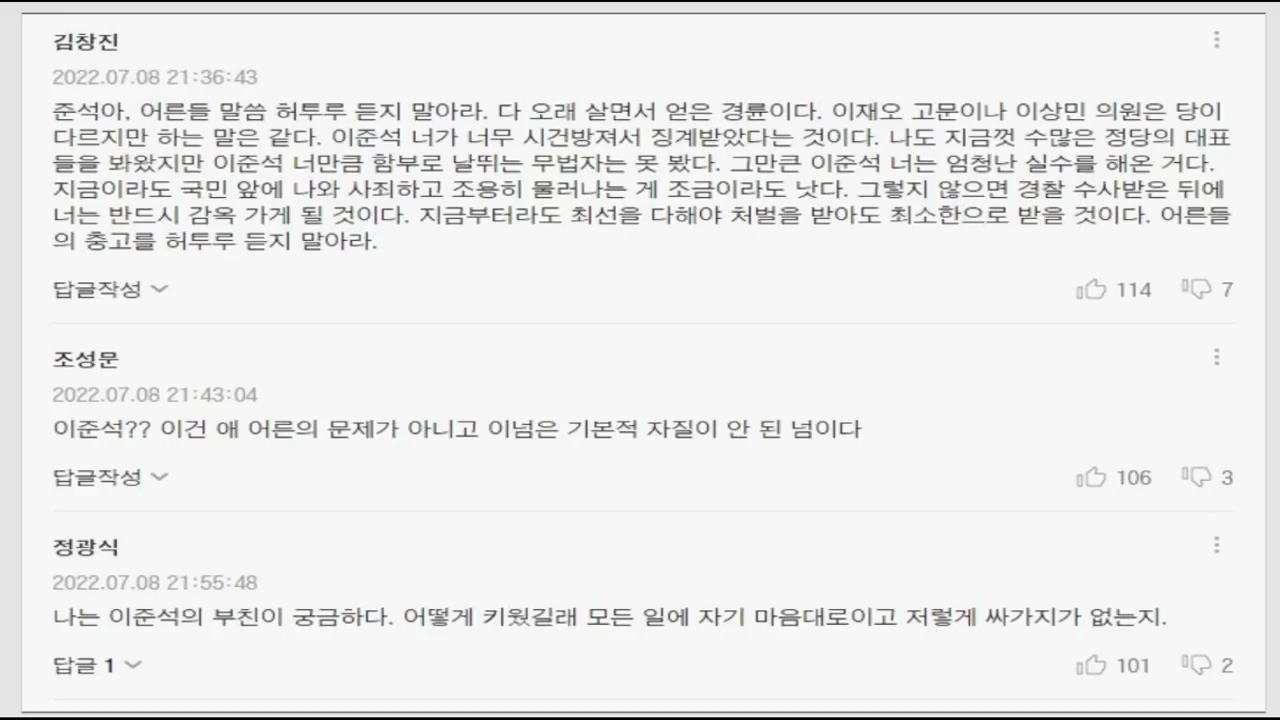 김창진
2022.07.08 21:36:43
준석아, 어른들 말씀 허투루 듣지 말아라. 다 오래 살면서 얻은 경륜이다. 이재오 고문이나 이상민 의원은 당이
다르지만 하는 말은 같다. 이준석 너가 너무 시건방져서 징계받았다는 것이다. 나도 지금껏 수많은 정당의 대표
들을 봐왔지만 이준석 너만큼 함부로 날뛰는 무법자는 못 봤다. 그만큰 이준석 너는 엄청난 실수를 해온 거다.
지금이라도 국민 앞에 나와 사죄하고 조용히 물러나는 게 조금이라도 낫다. 그렇지 않으면 경찰 수사받은 뒤에
너는 반드시 감옥 가게 될 것이다. 지금부터라도 최선을 다해야 처벌을 받아도 최소한으로 받을 것이다. 어른들
의 충고를 허투루 듣지 말아라.
답글작성
114 7
조성문
2022.07.08 21:43:04
이준석?? 이건 애 어른의 문제가 아니고 이넘은 기본적 자질이 안 된 넘이다
답글작성
106 3
정광식
2022.07.08 21:55:48
나는 이준석의 부친이 궁금하다. 어떻게 키웠길래 모든 일에 자기 마음대로이고 저렇게 싸가지가 없는지.
답글 1
101 2